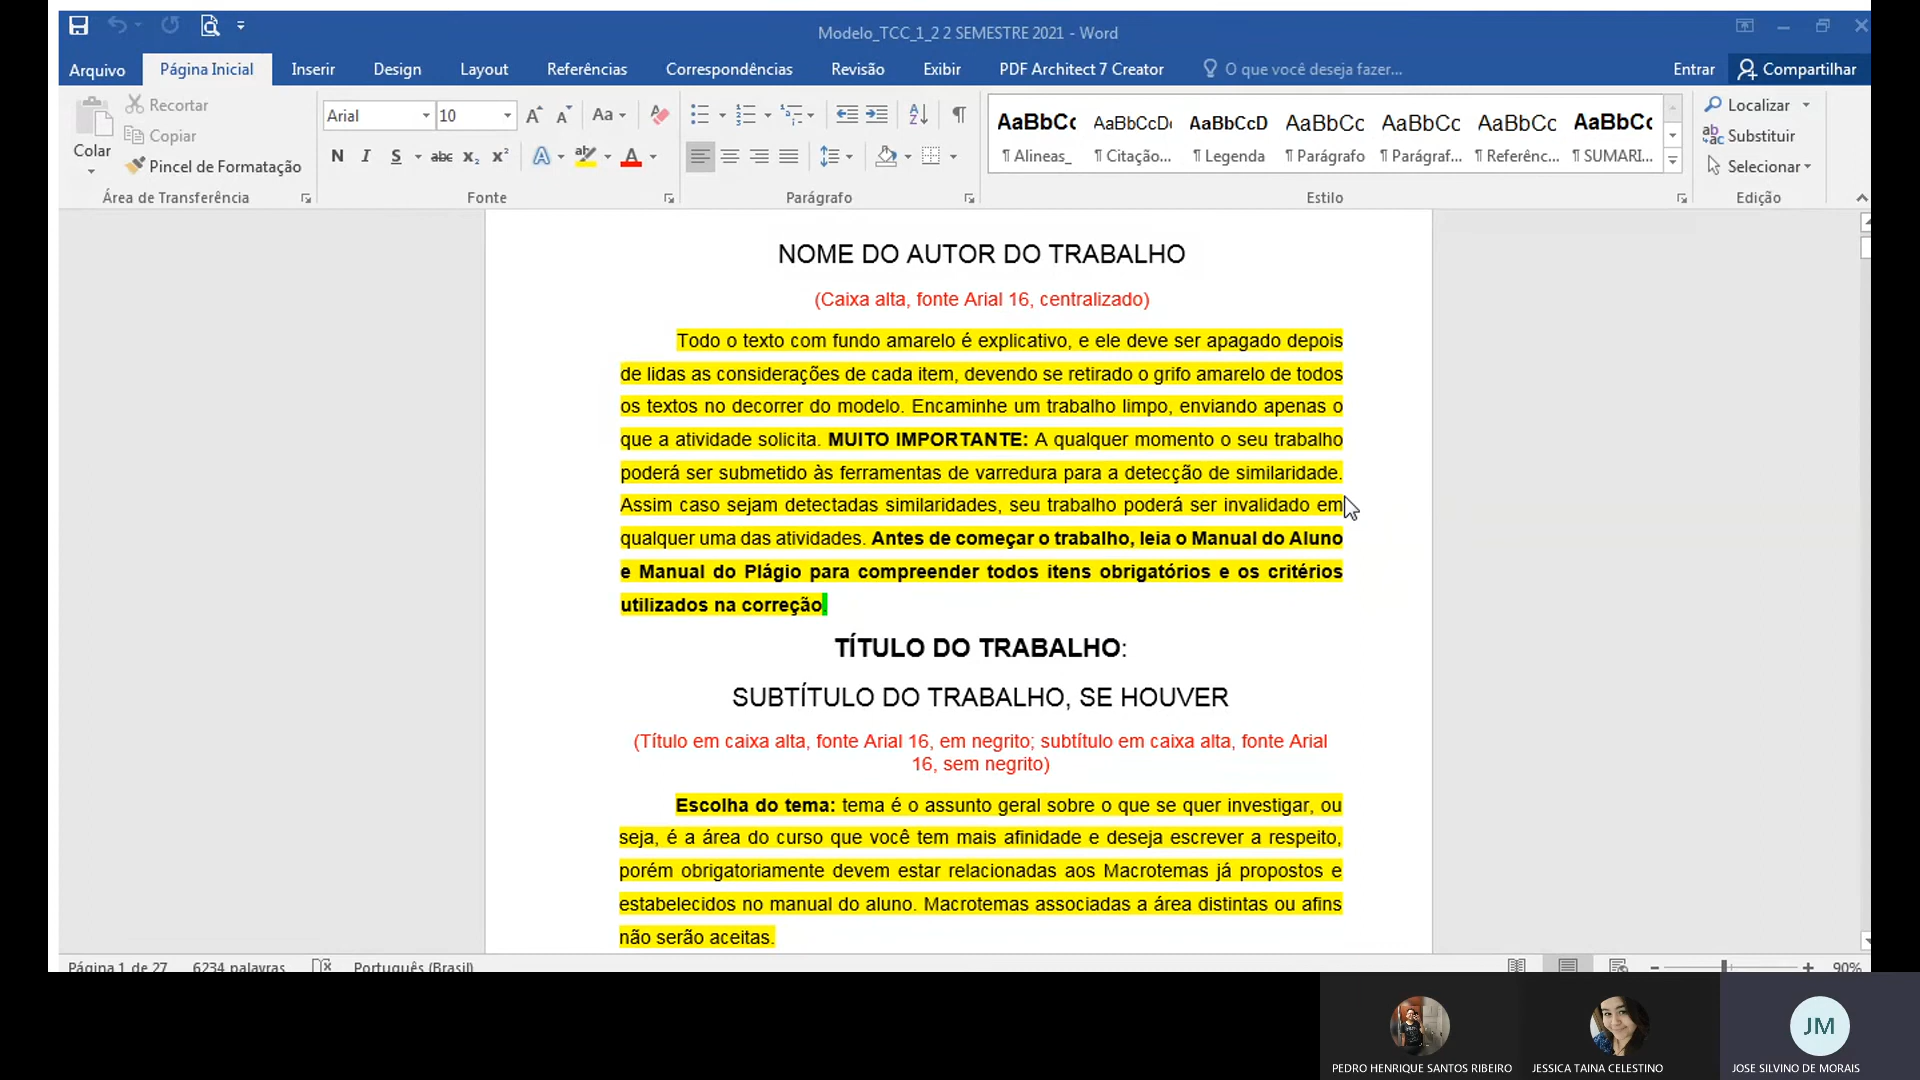 Modelo_TCC_1_2 2 SEMESTRE 2021 - Word
Arquivo Página Inicial Inserir Design Layout Referências Correspondências Revisão Exibir PDF Architect 7 Creator O que você deseja fazer... Entrar Compartilhar
Colar
Recortar
Copiar
Pincel de Formatação
Área de Transferência
Arial 10
N I S abc x₂ x²
Fonte
Parágrafo
AaBbCc AaBbCcDc AaBbCcD AaBbCc AaBbCc AaBbCc AaBbCc
¶ Alineas_ ¶ Citação... ¶ Legenda ¶ Parágrafo ¶ Parágraf... ¶ Referênc... ¶ SUMARI...
Estilo
Localizar
Substituir
Selecionar
Edição
NOME DO AUTOR DO TRABALHO
(Caixa alta, fonte Arial 16, centralizado)
Todo o texto com fundo amarelo é explicativo, e ele deve ser apagado depois
de lidas as considerações de cada item, devendo se retirado o grifo amarelo de todos
os textos no decorrer do modelo. Encaminhe um trabalho limpo, enviando apenas o
que a atividade solicita. MUITO IMPORTANTE: A qualquer momento o seu trabalho
poderá ser submetido às ferramentas de varredura para a detecção de similaridade.
Assim caso sejam detectadas similaridades, seu trabalho poderá ser invalidado em
qualquer uma das atividades. Antes de começar o trabalho, leia o Manual do Aluno
e Manual do Plágio para compreender todos itens obrigatórios e os critérios
utilizados na correção
TÍTULO DO TRABALHO:
SUBTÍTULO DO TRABALHO, SE HOUVER
(Título em caixa alta, fonte Arial 16, em negrito; subtítulo em caixa alta, fonte Arial
16, sem negrito)
Escolha do tema: tema é o assunto geral sobre o que se quer investigar, ou
seja, é a área do curso que você tem mais afinidade e deseja escrever a respeito,
porém obrigatoriamente devem estar relacionadas aos Macrotemas já propostos e
estabelecidos no manual do aluno. Macrotemas associadas a área distintas ou afins
não serão aceitas.
Página 1 de 27 6234 palavras Português (Brasil) 90%
JM
PEDRO HENRIQUE SANTOS RIBEIRO JESSICA TAINA CELESTINO JOSE SILVINO DE MORAIS